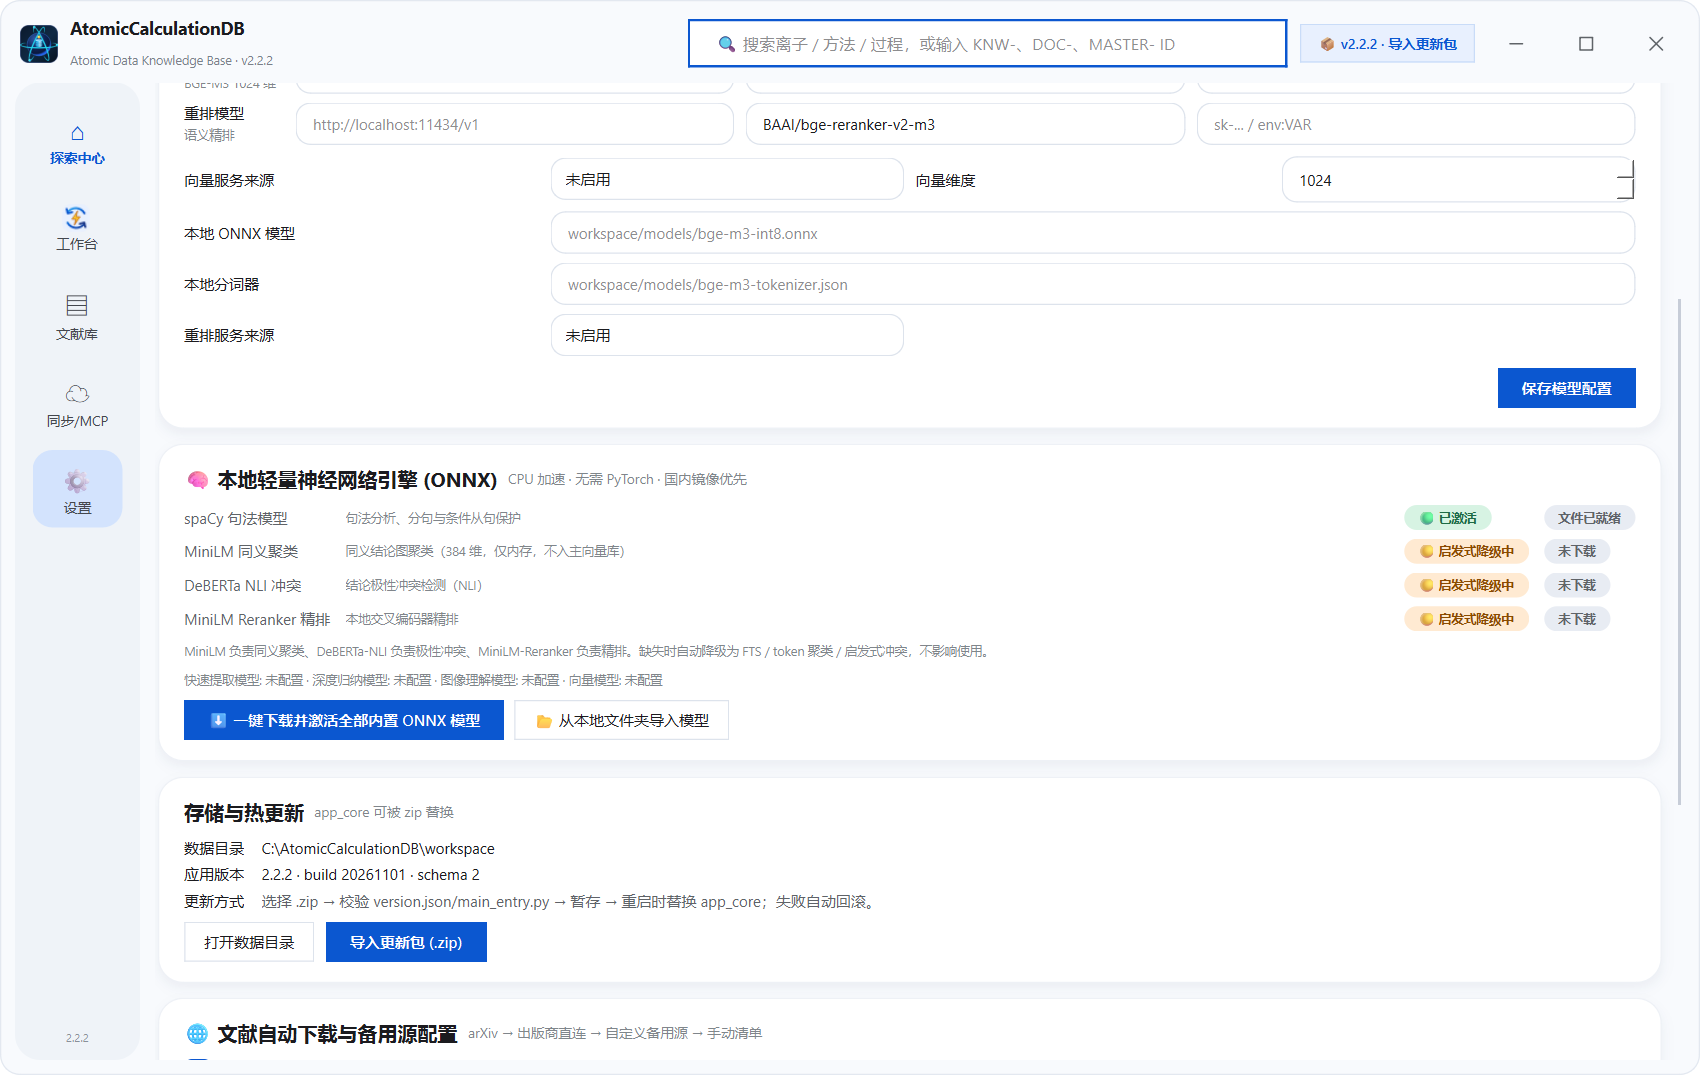 AtomicCalculationDB
Atomic Data Knowledge Base · v2.2.2
搜索离子 / 方法 / 过程，或输入 KNW-、DOC-、MASTER- ID
v2.2.2 · 导入更新包
探索中心
工作台
文献库
同步/MCP
设置
2.2.2
BGE-M3 1024 维
重排模型
语义精排
http://localhost:11434/v1
BAAI/bge-reranker-v2-m3
sk-... / env:VAR
向量服务来源
未启用
向量维度
1024
本地 ONNX 模型
workspace/models/bge-m3-int8.onnx
本地分词器
workspace/models/bge-m3-tokenizer.json
重排服务来源
未启用
保存模型配置
本地轻量神经网络引擎 (ONNX) CPU 加速 · 无需 PyTorch · 国内镜像优先
spaCy 句法模型 句法分析、分句与条件从句保护 已激活 文件已就绪
MiniLM 同义聚类 同义结论图聚类（384 维，仅内存，不入主向量库） 启发式降级中 未下载
DeBERTa NLI 冲突 结论极性冲突检测（NLI） 启发式降级中 未下载
MiniLM Reranker 精排 本地交叉编码器精排 启发式降级中 未下载
MiniLM 负责同义聚类、DeBERTa-NLI 负责极性冲突、MiniLM-Reranker 负责精排。缺失时自动降级为 FTS / token 聚类 / 启发式冲突，不影响使用。
快速提取模型: 未配置 · 深度归纳模型: 未配置 · 图像理解模型: 未配置 · 向量模型: 未配置
一键下载并激活全部内置 ONNX 模型
从本地文件夹导入模型
存储与热更新 app_core 可被 zip 替换
数据目录 C:\AtomicCalculationDB\workspace
应用版本 2.2.2 · build 20261101 · schema 2
更新方式 选择 .zip → 校验 version.json/main_entry.py → 暂存 → 重启时替换 app_core；失败自动回滚。
打开数据目录
导入更新包 (.zip)
文献自动下载与备用源配置 arXiv → 出版商直连 → 自定义备用源 → 手动清单